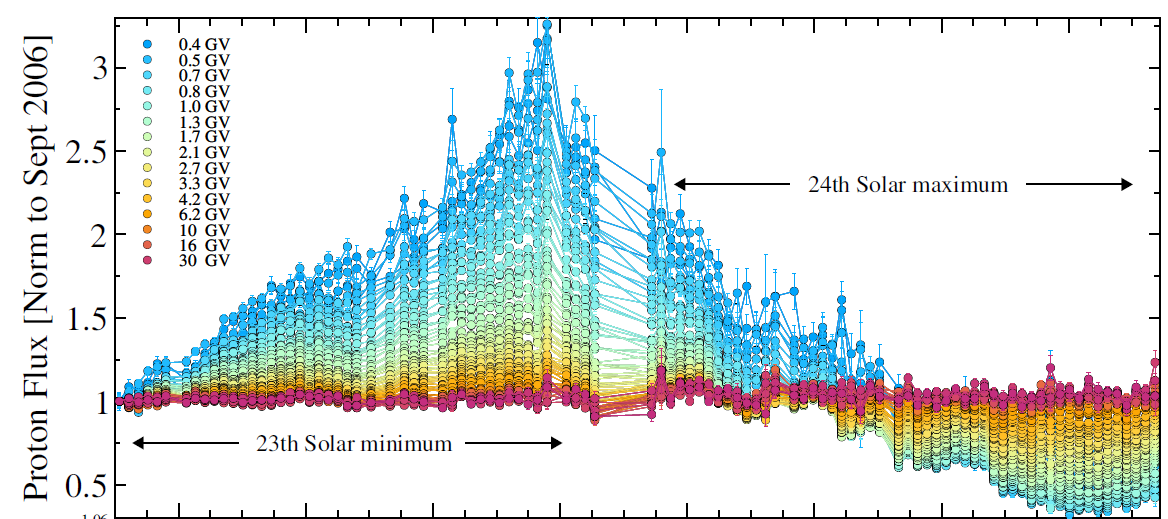 Proton Flux [Norm to Sept 2006]
3
2.5
2
1.5
1
0.5
0.4 GV
0.5 GV
0.7 GV
0.8 GV
1.0 GV
1.3 GV
1.7 GV
2.1 GV
2.7 GV
3.3 GV
4.2 GV
6.2 GV
10 GV
16 GV
30 GV
24th Solar maximum
23th Solar minimum